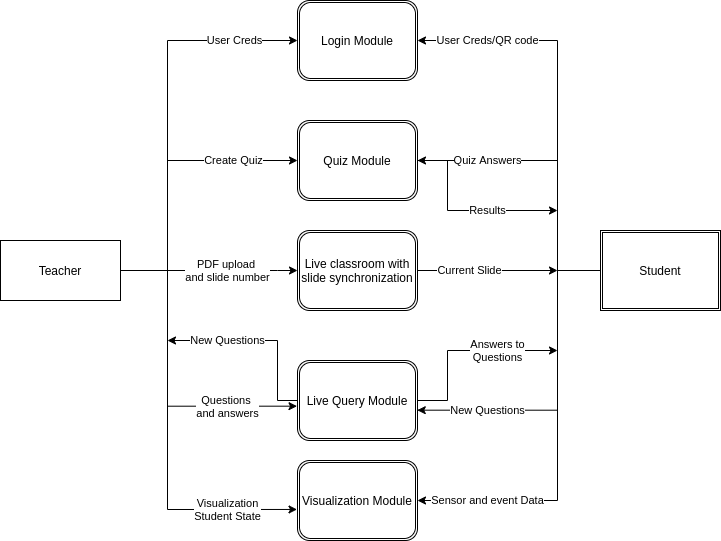 User Creds
Login Module
User Creds/QR code
Create Quiz
Quiz Module
Quiz Answers
Results
Teacher
PDF upload
and slide number
Live classroom with
slide synchronization
Current Slide
Student
New Questions
Answers to
Questions
Questions
and answers
Live Query Module
New Questions
Visualization
Student State
Visualization Module
Sensor and event Data